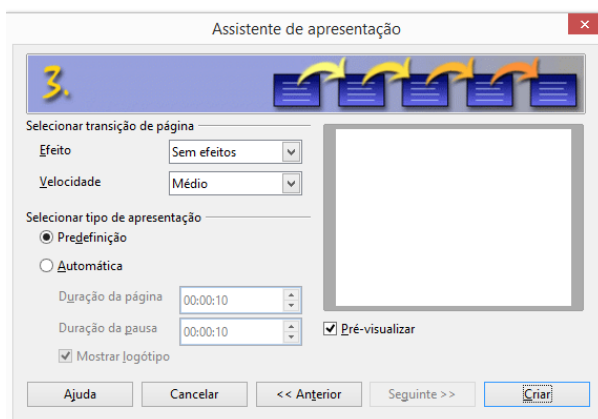 Assistente de apresentação
3.
Selecionar transição de página
Efeito Sem efeitos
Velocidade Médio
Selecionar tipo de apresentação
Predefinição
Automática
Duração da página 00:00:10
Duração da pausa 00:00:10
Pré-visualizar
Mostrar logótipo
Ajuda Cancelar << Anterior Seguinte >> Criar